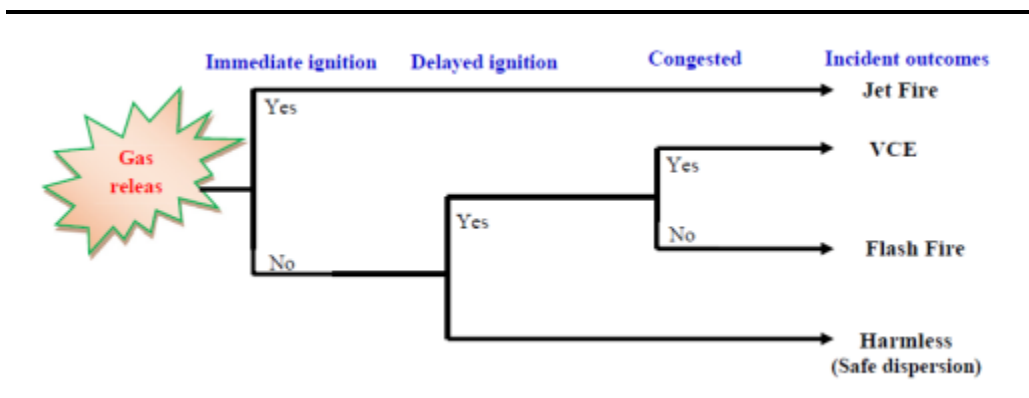 Immediate ignition Delayed ignition Congested Incident outcomes
Yes Jet Fire
Gas
releas
Yes VCE
Yes
No Flash Fire
No
Harmless
(Safe dispersion)